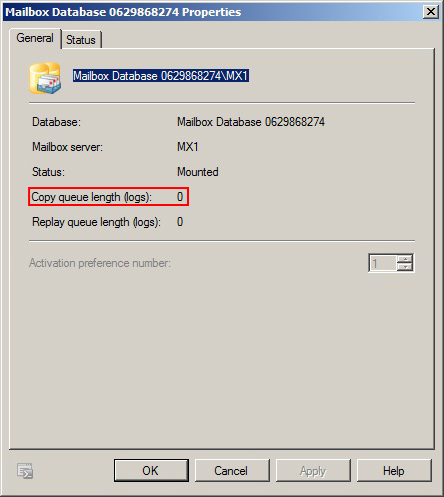 Mailbox Database 0629868274 Properties
General Status
Mailbox Database 0629868274\MX1
Database: Mailbox Database 0629868274
Mailbox server: MX1
Status: Mounted
Copy queue length (logs): 0
Replay queue length (logs): 0
Activation preference number: 1
OK Cancel Apply Help